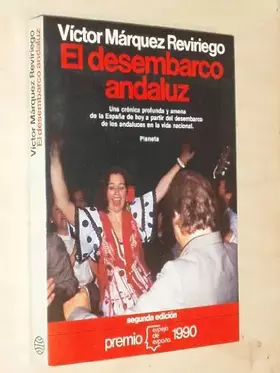 Víctor Márquez Reviriego
El desembarco
andaluz
Una crónica profunda y amena
de la España de hoy a partir del desembarco
de los andaluces en la vida nacional.
Planeta
segunda edición
premio espejo de españa 1990
Víctor Márquez Reviriego
El desembarco andaluz